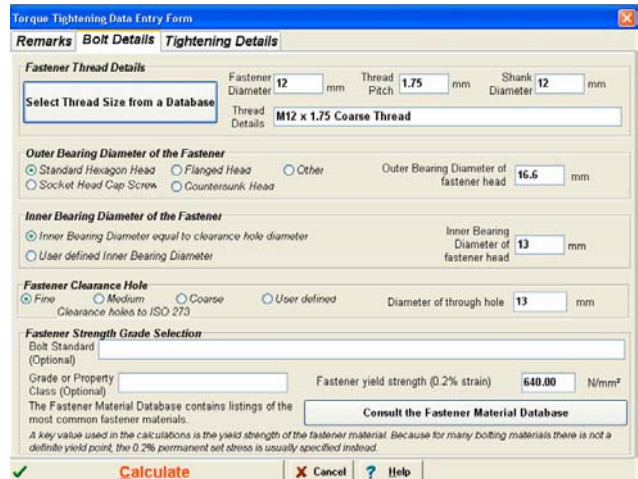 Torque Tightening Data Entry Form
Remarks Bolt Details Tightening Details
Fastener Thread Details
Select Thread Size from a Database
Fastener Diameter 12 mm
Thread Pitch 1.75 mm
Shank Diameter 12 mm
Thread Details M12 x 1.75 Coarse Thread
Outer Bearing Diameter of the Fastener
Standard Hexagon Head Flanged Head Other
Socket Head Cap Screw Countersunk Head
Outer Bearing Diameter of
fastener head 16.6 mm
Inner Bearing Diameter of the Fastener
Inner Bearing Diameter equal to clearance hole diameter
User defined Inner Bearing Diameter
Inner Bearing
Diameter of 13 mm
fastener head
Fastener Clearance Hole
Fine Medium Coarse User defined
Clearance holes to ISO 273
Diameter of through hole 13 mm
Fastener Strength Grade Selection
Bolt Standard
(Optional)
Grade or Property
Class (Optional)
Fastener yield strength (0.2% strain) 640.00 N/mm²
The Fastener Material Database contains listings of the
most common fastener materials.
Consult the Fastener Material Database
A key value used in the calculations is the yield strength of the fastener material. Because for many bolting materials there is not a
definite yield point, the 0.2% permanent set stress is usually specified instead.
Calculate X Cancel ? Help